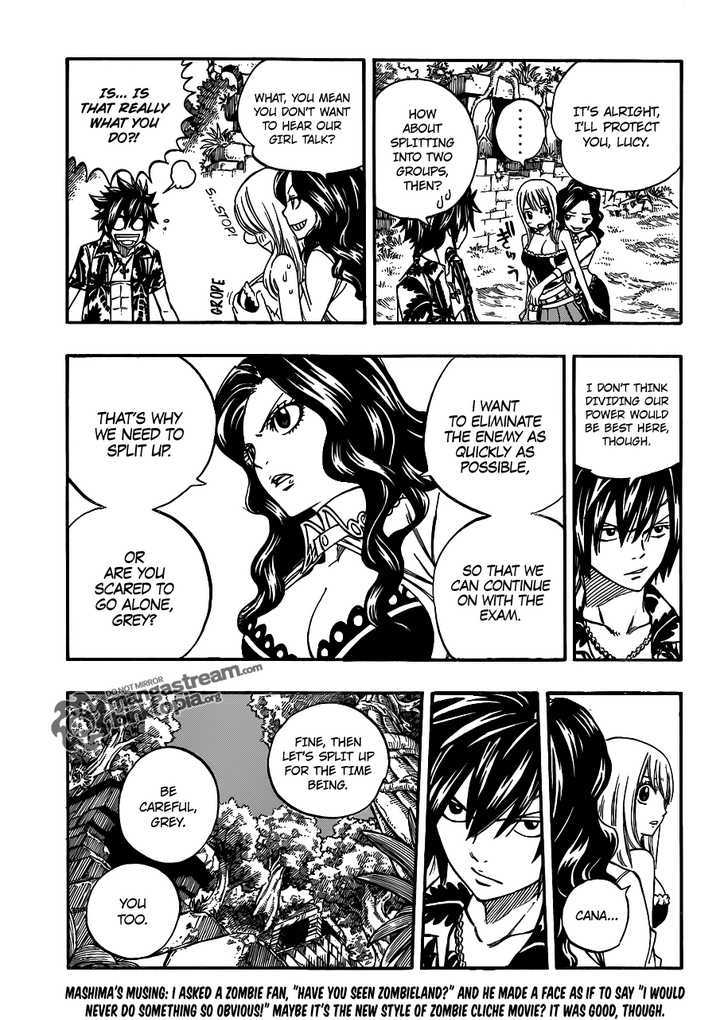 IT'S ALRIGHT,
I'LL PROTECT
YOU, LUCY.
......
HOW
ABOUT
SPLITTING
INTO TWO
GROUPS,
THEN?
WHAT, YOU MEAN
YOU DON'T WANT
TO HEAR OUR
GIRL TALK?
S...STOP!
GROPE
IS... IS
THAT REALLY
WHAT YOU
DO?!
I DON'T THINK
DIVIDING OUR
POWER WOULD
BE BEST HERE,
THOUGH.
I WANT
TO ELIMINATE
THE ENEMY AS
QUICKLY AS
POSSIBLE,
SO THAT WE
CAN CONTINUE
ON WITH THE
EXAM.
THAT'S WHY
WE NEED TO
SPLIT UP.
OR
ARE YOU
SCARED TO
GO ALONE,
GREY?
CANA...
FINE, THEN
LET'S SPLIT UP
FOR THE TIME
BEING.
BE
CAREFUL,
GREY.
YOU
TOO.
DO NOT MIRROR
mangastream.com
MASHIMA'S MUSING: I ASKED A ZOMBIE FAN, "HAVE YOU SEEN ZOMBIELAND?" AND HE MADE A FACE AS IF TO SAY "I WOULD
NEVER DO SOMETHING SO OBVIOUS!" MAYBE IT'S THE NEW STYLE OF ZOMBIE CLICHE MOVIE? IT WAS GOOD, THOUGH.